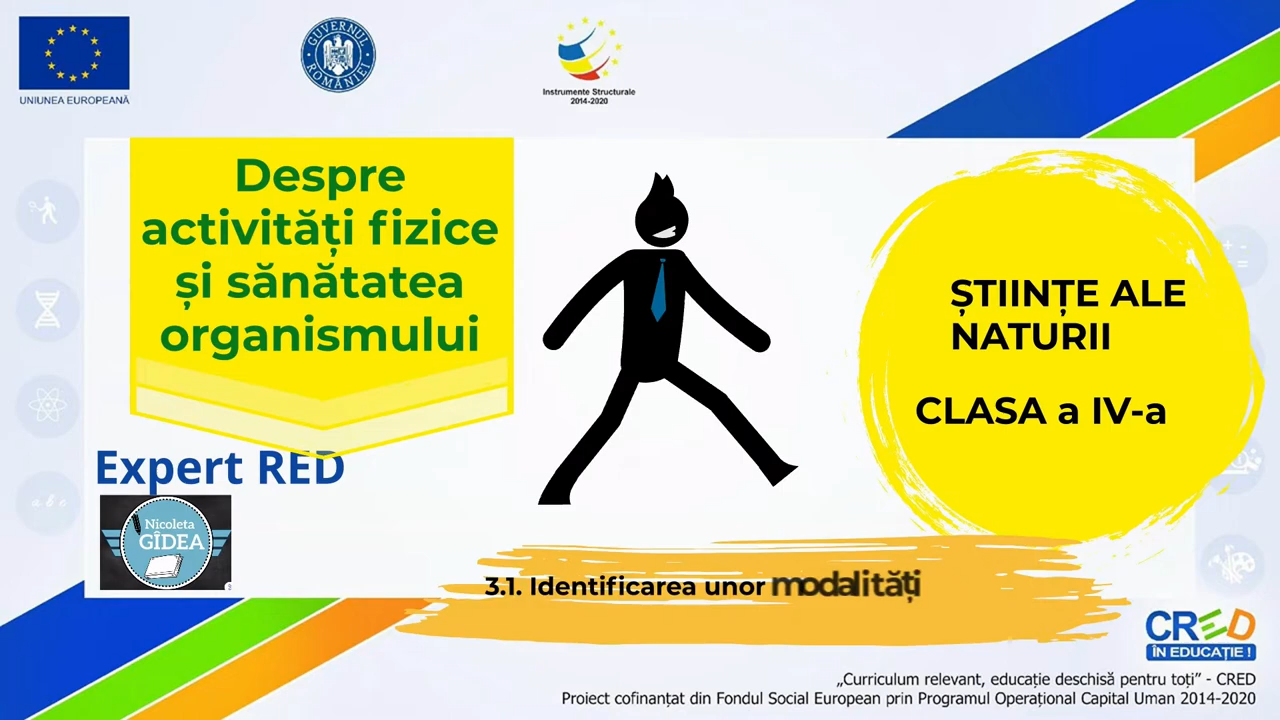 UNIUNEA EUROPEANĂ
GUVERNUL ROMÂNIEI
Instrumente Structurale
2014-2020
Despre
activități fizice
și sănătatea
organismului
ȘTIINȚE ALE
NATURII
CLASA a IV-a
Expert RED
Nicoleta
GÎDEA
3.1. Identificarea unor modalități
CRED
ÎN EDUCAȚIE !
„Curriculum relevant, educație deschisă pentru toți” - CRED
Proiect cofinanțat din Fondul Social European prin Programul Operațional Capital Uman 2014-2020
a b c